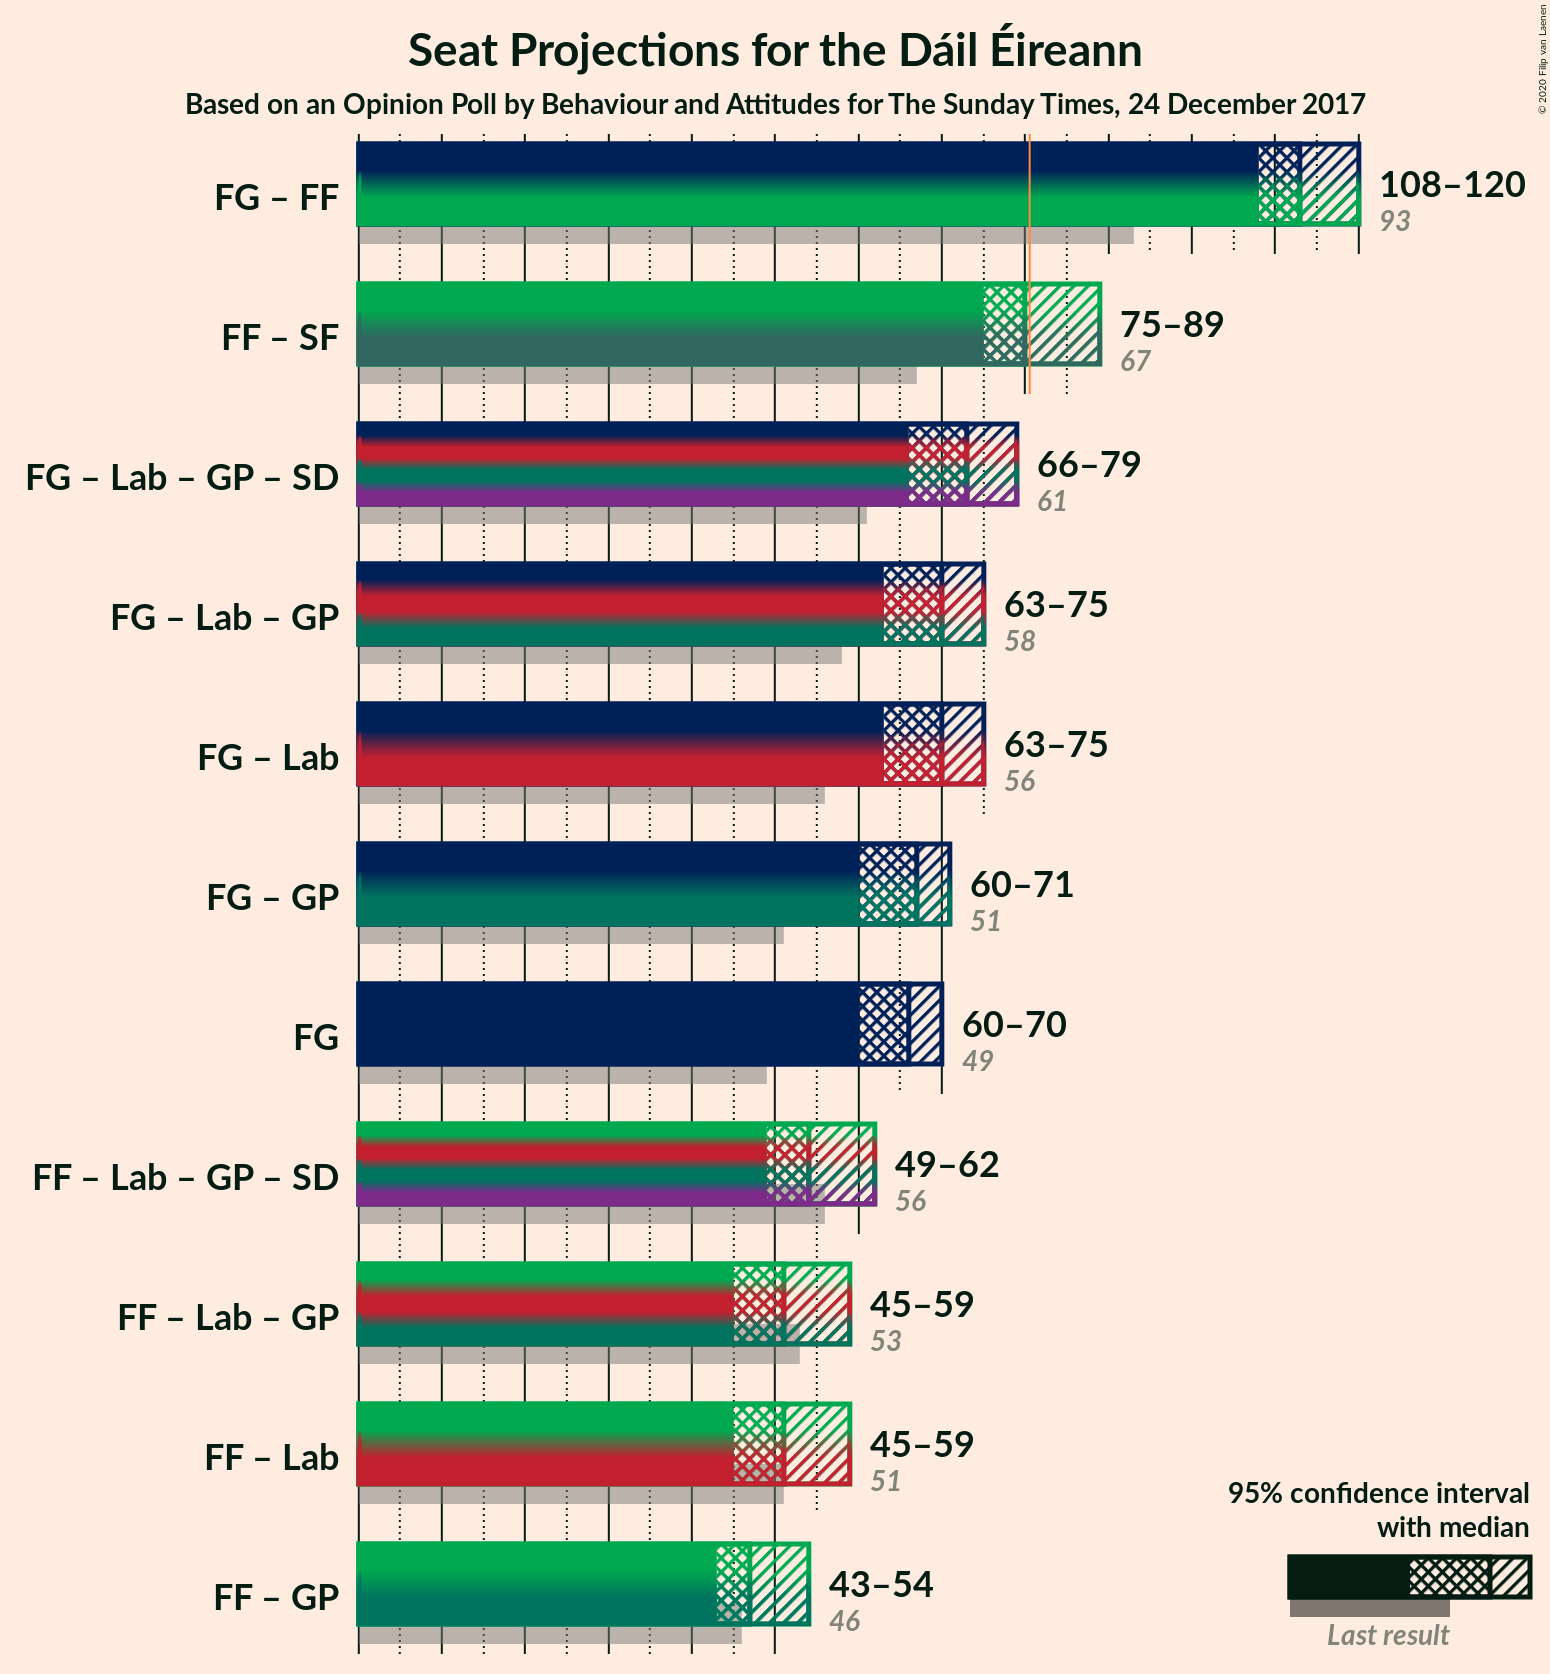 © 2020 Filip van Laenen
Seat Projections for the Dáil Éireann
Based on an Opinion Poll by Behaviour and Attitudes for The Sunday Times, 24 December 2017
FG – FF
108–120
93
FF – SF
75–89
67
FG – Lab – GP – SD
66–79
61
FG – Lab – GP
63–75
58
FG – Lab
63–75
56
FG – GP
60–71
51
FG
60–70
49
FF – Lab – GP – SD
49–62
56
FF – Lab – GP
45–59
53
FF – Lab
45–59
51
FF – GP
43–54
46
95% confidence interval
with median
Last result